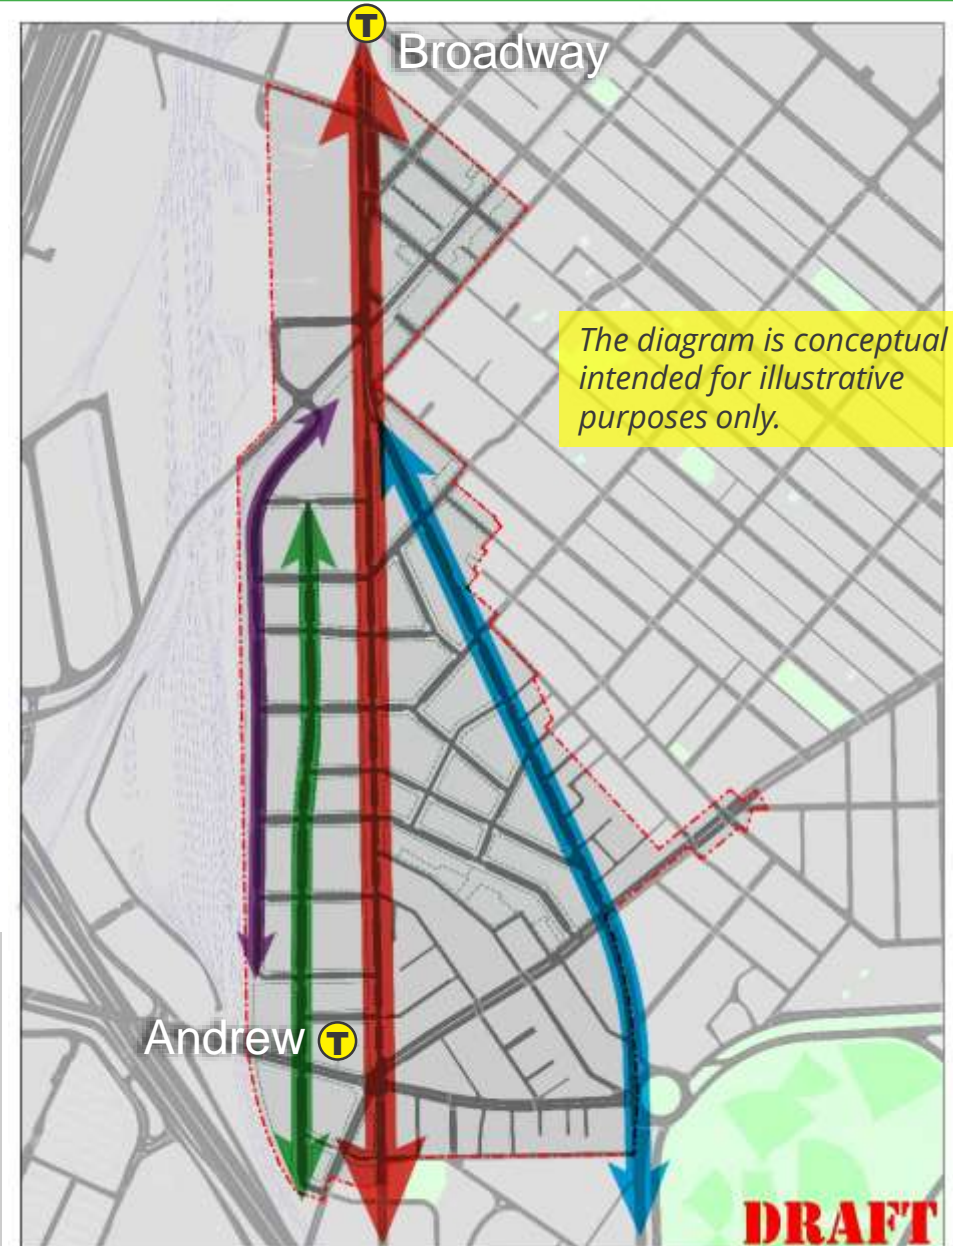 T
Broadway
The diagram is conceptual
intended for illustrative
purposes only.
Andrew T
DRAFT